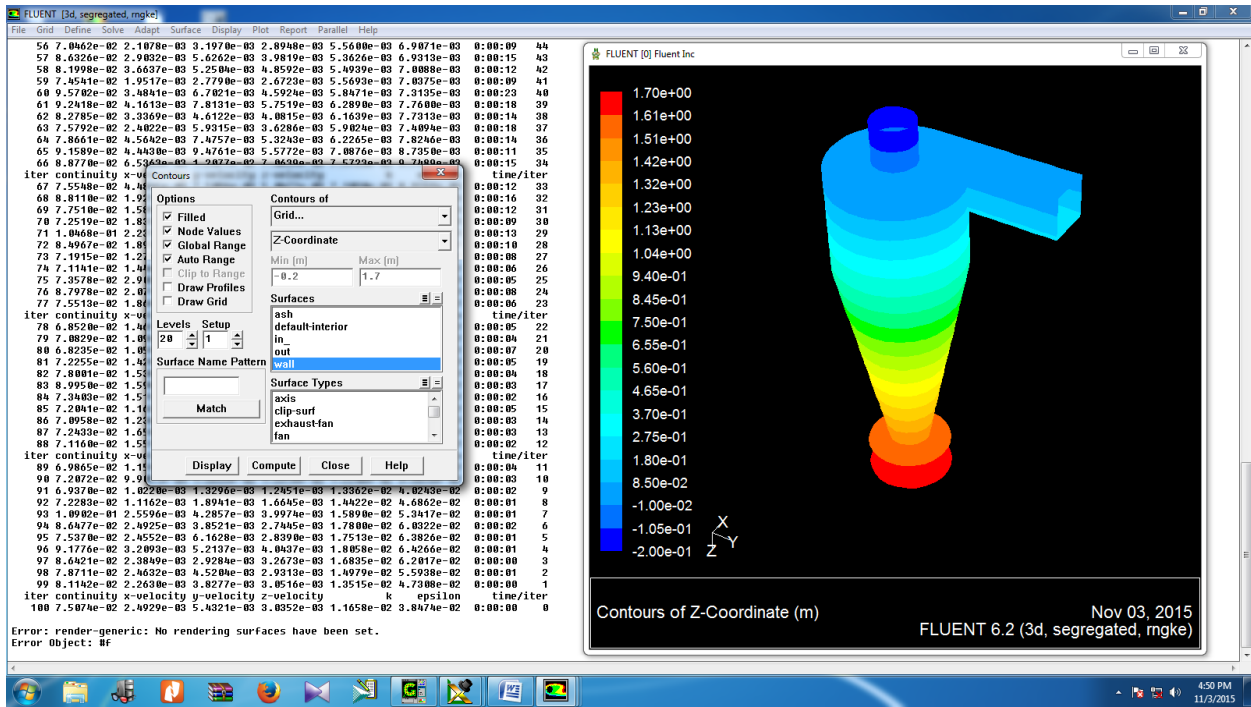 FLUENT [3d, segregated, rngke]
File Grid Define Solve Adapt Surface Display Plot Report Parallel Help
56 7.0462e-02 2.1078e-03 3.1970e-03 2.8948e-03 5.5600e-03 6.9071e-03 0:00:09 44
57 8.6326e-02 2.9032e-03 5.6262e-03 3.9819e-03 5.3626e-03 6.9313e-03 0:00:15 43
58 8.1998e-02 3.6637e-03 5.2504e-03 4.8592e-03 5.4939e-03 7.0088e-03 0:00:12 42
59 7.4541e-02 1.9517e-03 2.7790e-03 2.6723e-03 5.5693e-03 7.0375e-03 0:00:09 41
60 9.5702e-02 3.4841e-03 6.7021e-03 4.5924e-03 5.8471e-03 7.3135e-03 0:00:23 40
61 9.2418e-02 4.1613e-03 7.8131e-03 5.7519e-03 6.2890e-03 7.7600e-03 0:00:18 39
62 8.2785e-02 3.3369e-03 4.6122e-03 4.0815e-03 6.1639e-03 7.7313e-03 0:00:14 38
63 7.5792e-02 2.4022e-03 5.9315e-03 3.6286e-03 5.9024e-03 7.4094e-03 0:00:18 37
64 7.8661e-02 4.5642e-03 7.4757e-03 5.3243e-03 6.2265e-03 7.8246e-03 0:00:14 36
65 9.1589e-02 4.4430e-03 9.4761e-03 5.5772e-03 7.0876e-03 8.7350e-03 0:00:11 35
66 8.8770e-02 0:00:15 34
iter continuity time/iter
67 7.5548e-02 0:00:12 33
68 8.8110e-02 0:00:16 32
69 7.7510e-02 0:00:12 31
70 7.2519e-02 0:00:09 30
71 1.0468e-01 0:00:13 29
72 8.4967e-02 0:00:10 28
73 7.1915e-02 0:00:08 27
74 7.1141e-02 0:00:06 26
75 7.3578e-02 0:00:05 25
76 8.7978e-02 0:00:08 24
77 7.5513e-02 0:00:06 23
iter continuity time/iter
78 6.8520e-02 0:00:05 22
79 7.0829e-02 0:00:04 21
80 6.8235e-02 0:00:07 20
81 7.2255e-02 0:00:05 19
82 7.8001e-02 0:00:04 18
83 8.9950e-02 0:00:03 17
84 7.3403e-02 0:00:02 16
85 7.2041e-02 0:00:05 15
86 7.0958e-02 0:00:03 14
87 7.2433e-02 0:00:03 13
88 7.1160e-02 0:00:02 12
iter continuity time/iter
89 6.9865e-02 0:00:04 11
90 7.2072e-02 0:00:03 10
91 6.9370e-02 1.0220e-03 1.3296e-03 1.2451e-03 1.3362e-02 4.0243e-02 0:00:02 9
92 7.2283e-02 1.1162e-03 1.8941e-03 1.6645e-03 1.4422e-02 4.6862e-02 0:00:01 8
93 1.0902e-01 2.5596e-03 4.2857e-03 3.9974e-03 1.5890e-02 5.3417e-02 0:00:01 7
94 8.6477e-02 2.4925e-03 3.8521e-03 2.7445e-03 1.7800e-02 6.0322e-02 0:00:02 6
95 7.5370e-02 2.4552e-03 6.1628e-03 2.8390e-03 1.7513e-02 6.3826e-02 0:00:01 5
96 9.1776e-02 3.2093e-03 5.2137e-03 4.0437e-03 1.8058e-02 6.4266e-02 0:00:01 4
97 8.6421e-02 2.3849e-03 2.9284e-03 3.2673e-03 1.6835e-02 6.2017e-02 0:00:00 3
98 7.8711e-02 2.4632e-03 4.5204e-03 2.9313e-03 1.4979e-02 5.5938e-02 0:00:01 2
99 8.1142e-02 2.2630e-03 3.8277e-03 3.0516e-03 1.3515e-02 4.7308e-02 0:00:00 1
iter continuity x-velocity y-velocity z-velocity k epsilon time/iter
100 7.5074e-02 2.4929e-03 5.4321e-03 3.0352e-03 1.1658e-02 3.8474e-02 0:00:00 0
Error: render-generic: No rendering surfaces have been set.
Error Object: #f
Contours
Options
Filled
Node Values
Global Range
Auto Range
Clip to Range
Draw Profiles
Draw Grid
Levels Setup
20 1
Surface Name Pattern
Match
Contours of
Grid...
Z-Coordinate
Min (m) Max (m)
-0.2 1.7
Surfaces
ash
default-interior
in_
out
wall
Surface Types
axis
clip-surf
exhaust-fan
fan
Display Compute Close Help
FLUENT [0] Fluent Inc
1.70e+00
1.61e+00
1.51e+00
1.42e+00
1.32e+00
1.23e+00
1.13e+00
1.04e+00
9.40e-01
8.45e-01
7.50e-01
6.55e-01
5.60e-01
4.65e-01
3.70e-01
2.75e-01
1.80e-01
8.50e-02
-1.00e-02
-1.05e-01
-2.00e-01
X
Y
Z
Contours of Z-Coordinate (m)
Nov 03, 2015
FLUENT 6.2 (3d, segregated, rngke)
4:50 PM
11/3/2015